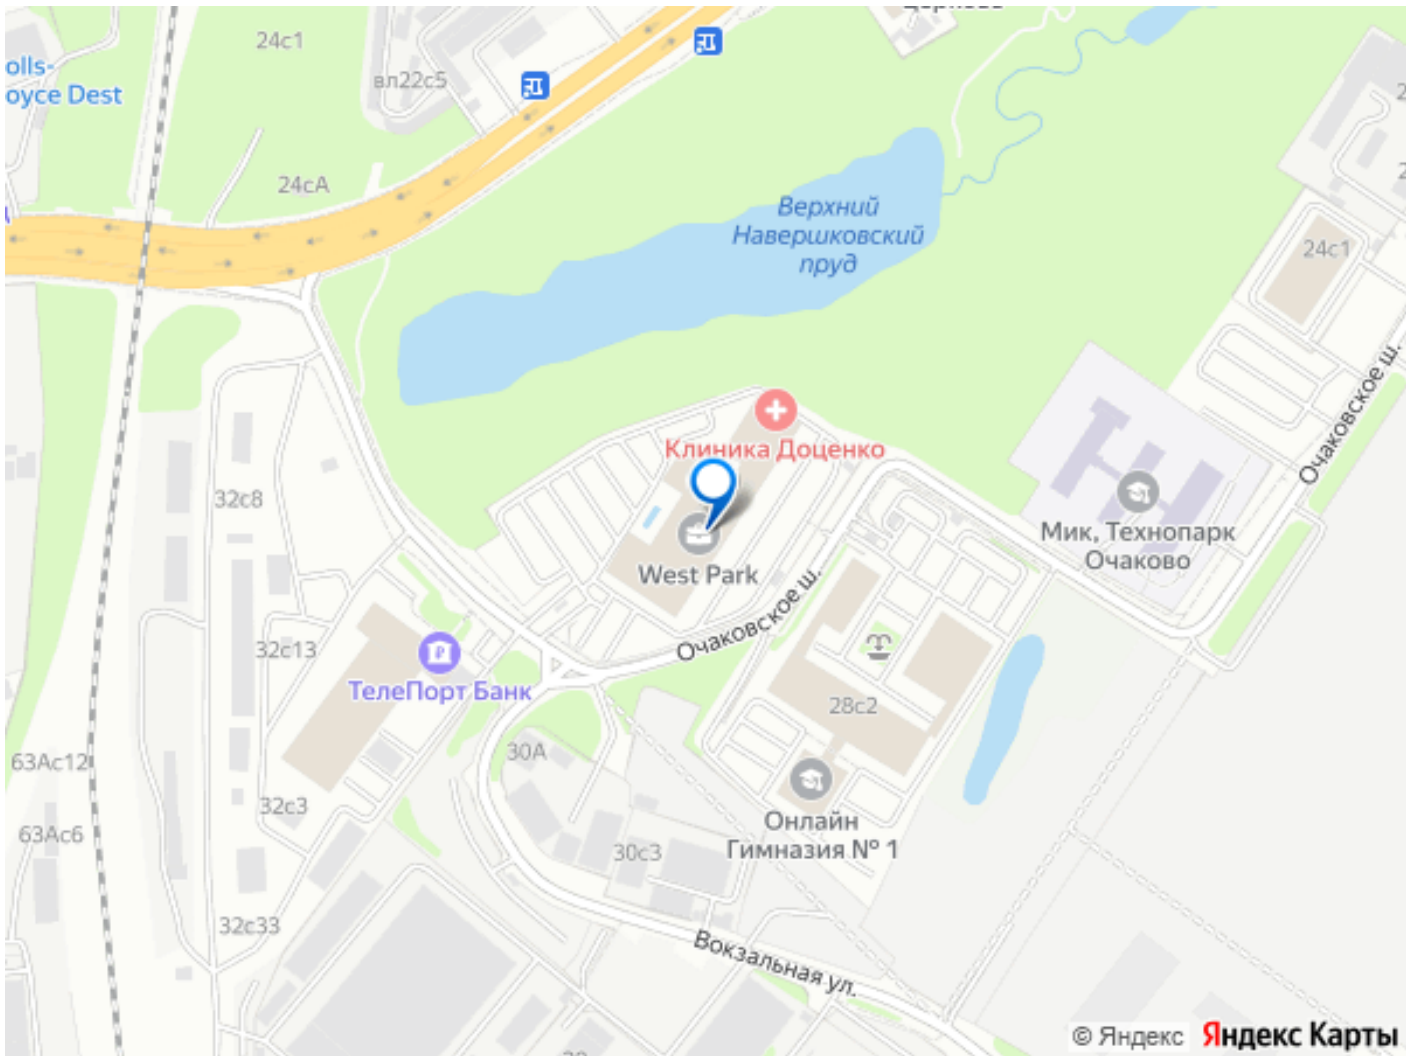 24с1
olls-
oyce Dest
вл22с5
24сА
Верхний
Навершковский
пруд
24с1
Очаковское ш.
Клиника Доценко
32с8
Мик, Технопарк
Очаково
West Park
Очаковское ш.
32с13
ТелеПорт Банк
28с2
30А
63Ас12
32с3
63Ас6
Онлайн
Гимназия № 1
30с3
32с33
Вокзальная ул.
© Яндекс Яндекс Карты